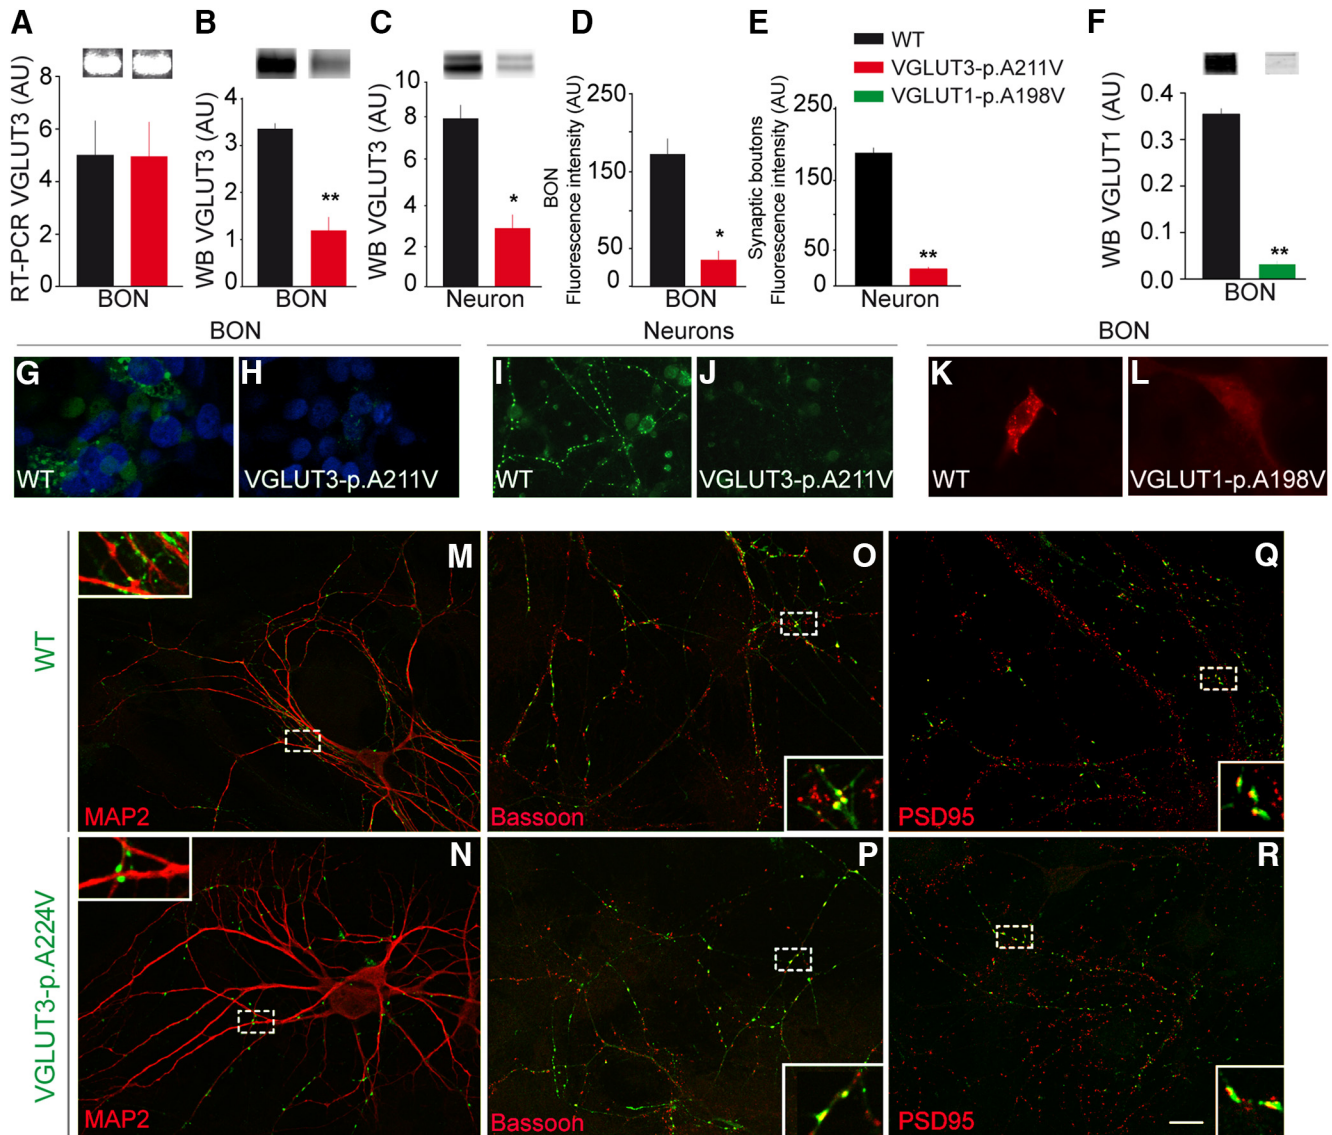 A
B
C
D
E
F
WT
VGLUT3-p.A211V
VGLUT1-p.A198V
RT-PCR VGLUT3 (AU)
8
6
4
2
0
BON
WB VGLUT3 (AU)
4
3
2
1
0
**
BON
WB VGLUT3 (AU)
10
8
6
4
2
0
*
Neuron
BON
Fluorescence intensity (AU)
250
150
50
0
*
BON
Synaptic boutons
Fluorescence intensity (AU)
250
150
50
0
**
Neuron
WB VGLUT1 (AU)
0.4
0.3
0.2
0.1
0.0
**
BON
BON
Neurons
BON
G
WT
H
VGLUT3-p.A211V
I
WT
J
VGLUT3-p.A211V
K
WT
L
VGLUT1-p.A198V
WT
M
MAP2
O
Bassoon
Q
PSD95
VGLUT3-p.A224V
N
MAP2
P
Bassoon
R
PSD95